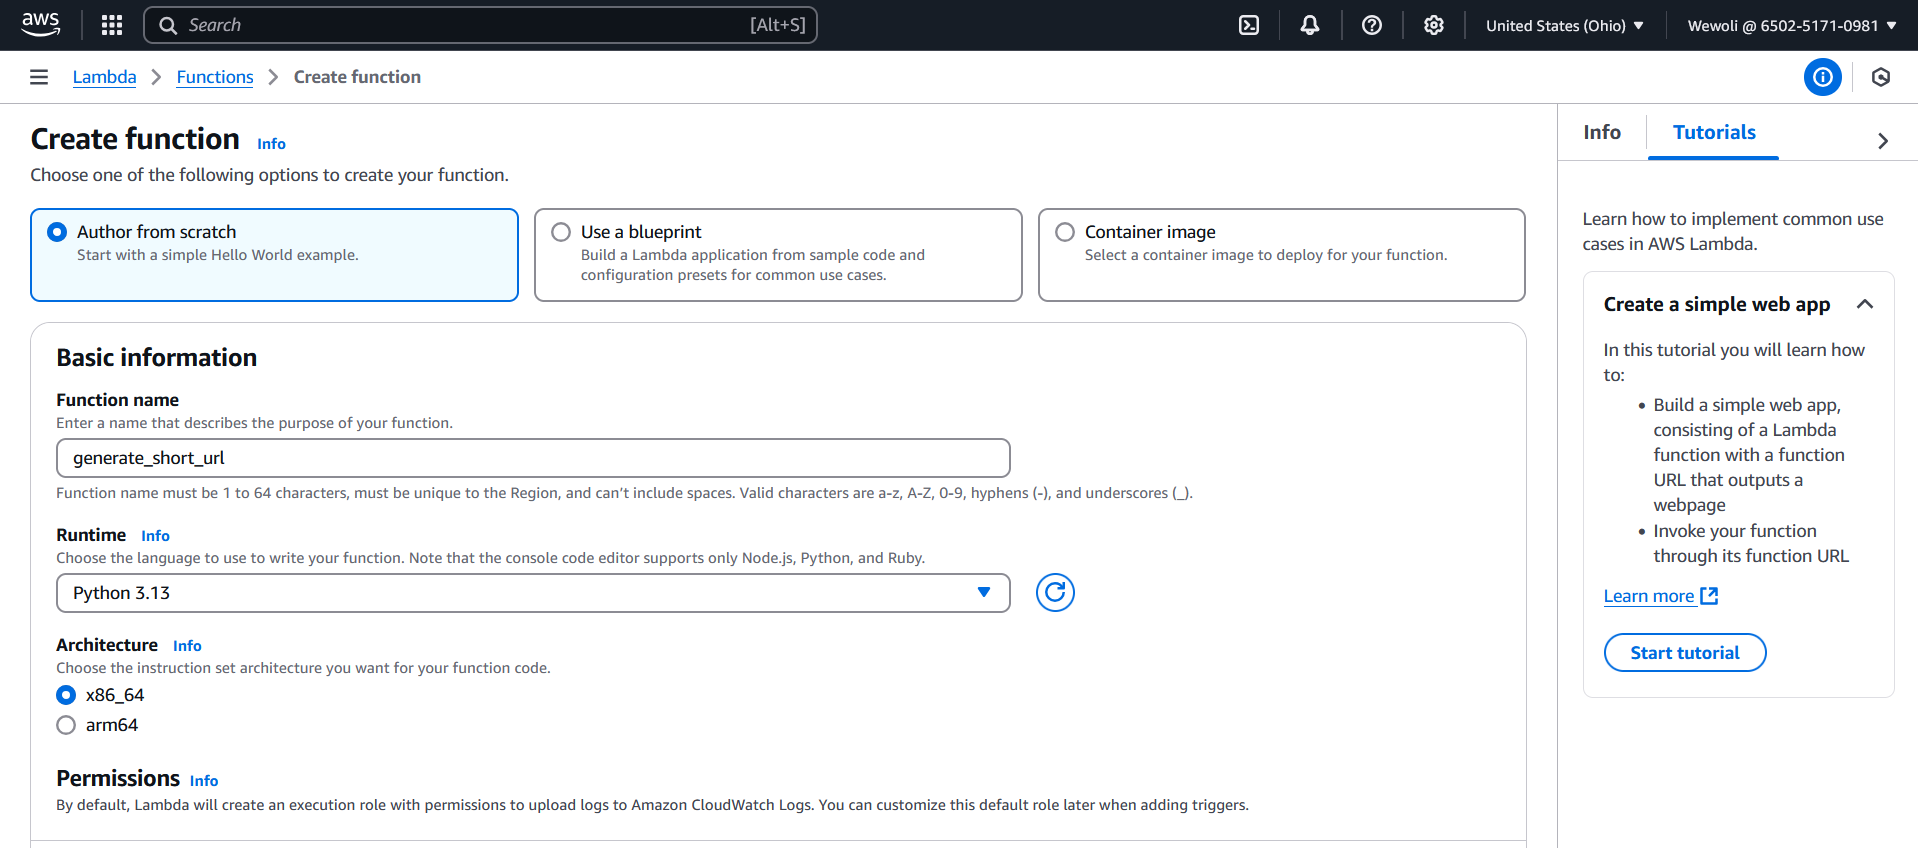 aws
Search [Alt+S]
United States (Ohio)
Wewoli @ 6502-5171-0981
Lambda
Functions
Create function
Create function Info
Choose one of the following options to create your function.
Author from scratch
Start with a simple Hello World example.
Use a blueprint
Build a Lambda application from sample code and
configuration presets for common use cases.
Container image
Select a container image to deploy for your function.
Basic information
Function name
Enter a name that describes the purpose of your function.
generate_short_url
Function name must be 1 to 64 characters, must be unique to the Region, and can’t include spaces. Valid characters are a-z, A-Z, 0-9, hyphens (-), and underscores (_).
Runtime Info
Choose the language to use to write your function. Note that the console code editor supports only Node.js, Python, and Ruby.
Python 3.13
Architecture Info
Choose the instruction set architecture you want for your function code.
x86_64
arm64
Permissions Info
By default, Lambda will create an execution role with permissions to upload logs to Amazon CloudWatch Logs. You can customize this default role later when adding triggers.
Info
Tutorials
Learn how to implement common use
cases in AWS Lambda.
Create a simple web app
In this tutorial you will learn how
to:
• Build a simple web app,
consisting of a Lambda
function with a function
URL that outputs a
webpage
• Invoke your function
through its function URL
Learn more
Start tutorial